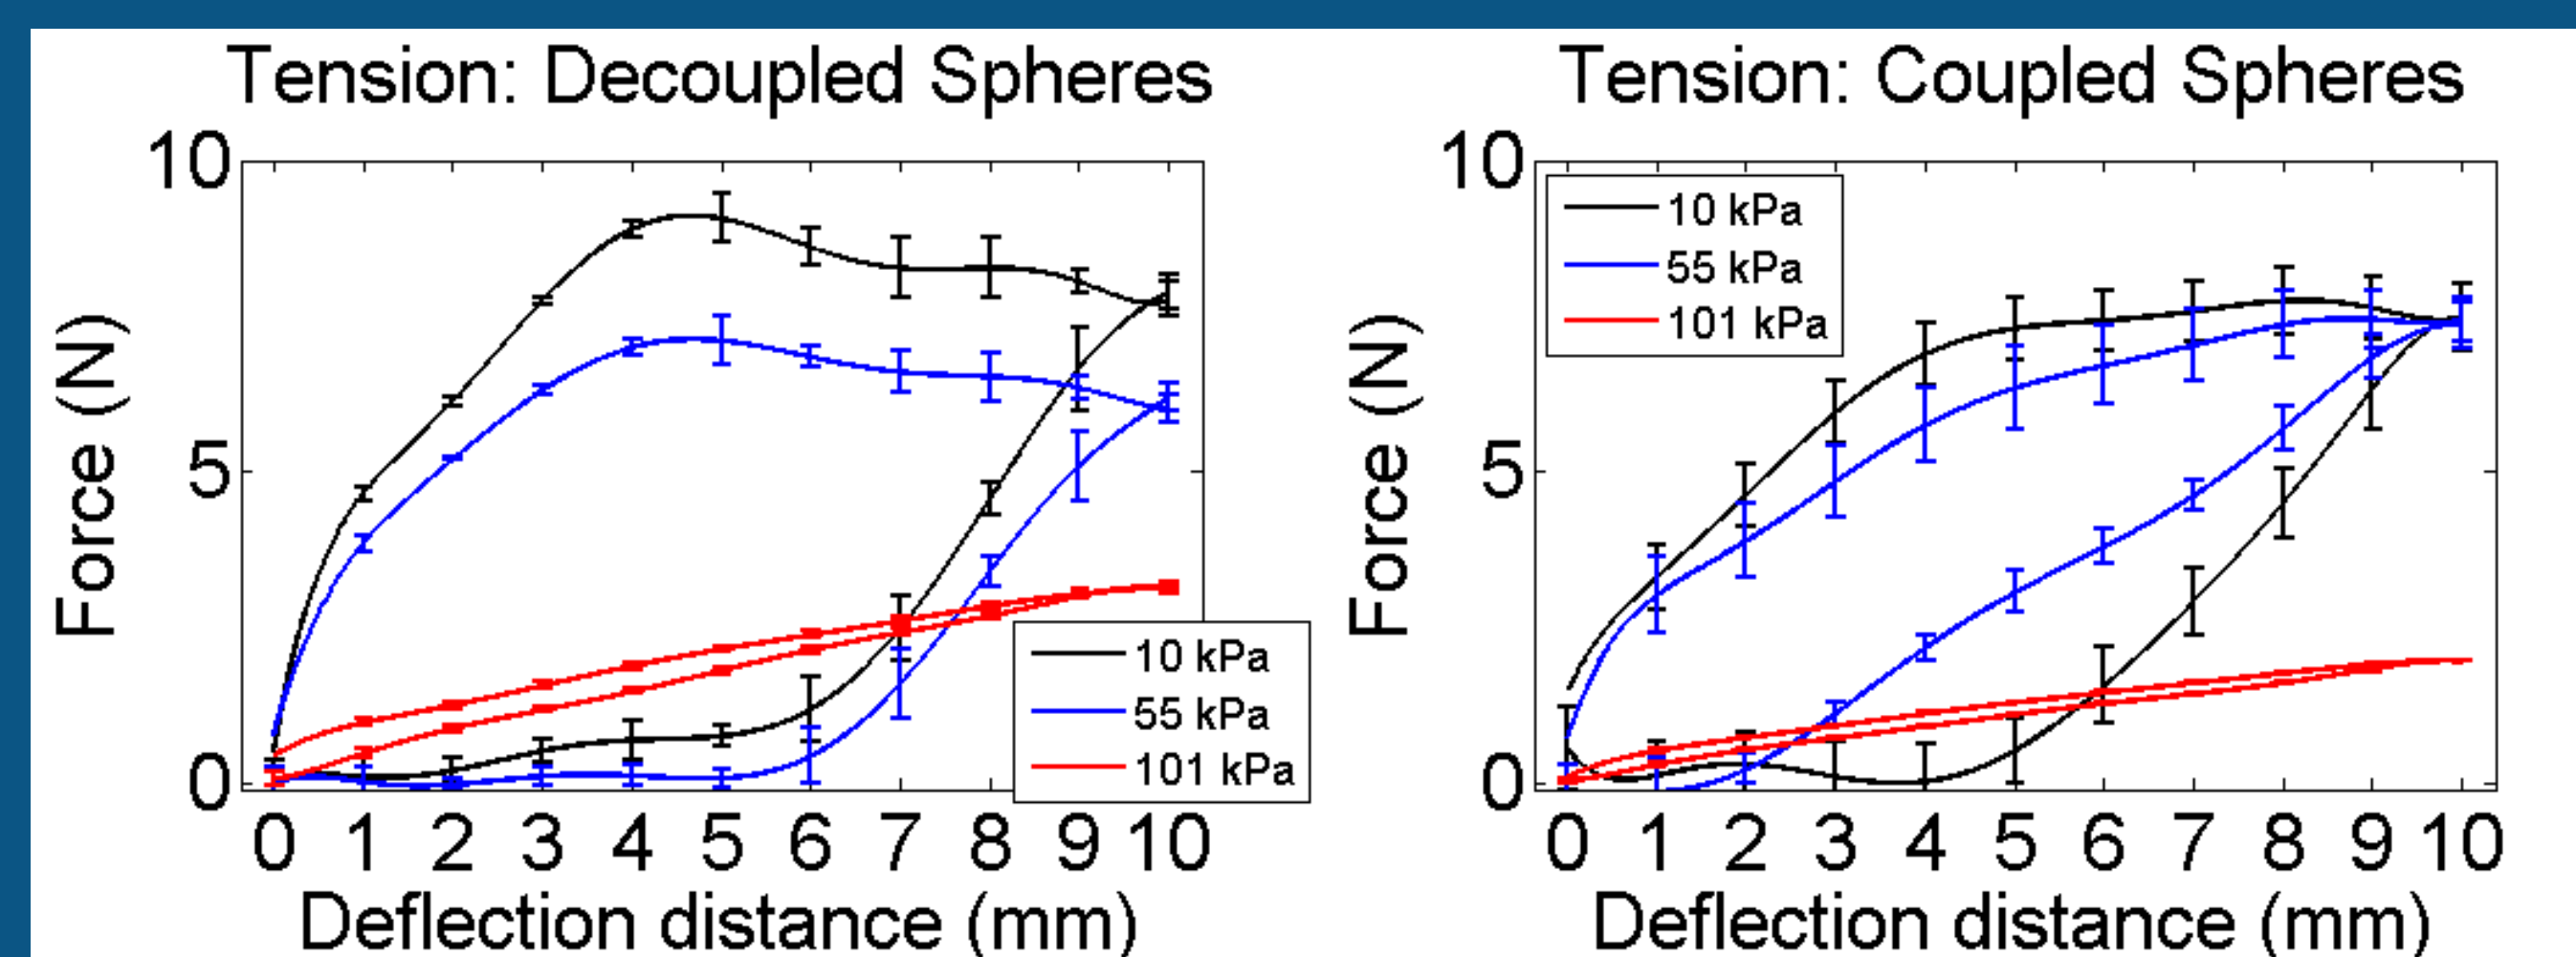 Tension: Decoupled Spheres
10
5
0
Force (N)
10 kPa
55 kPa
101 kPa
0 1 2 3 4 5 6 7 8 9 10
Deflection distance (mm)
Tension: Coupled Spheres
10
5
0
Force (N)
10 kPa
55 kPa
101 kPa
0 1 2 3 4 5 6 7 8 9 10
Deflection distance (mm)